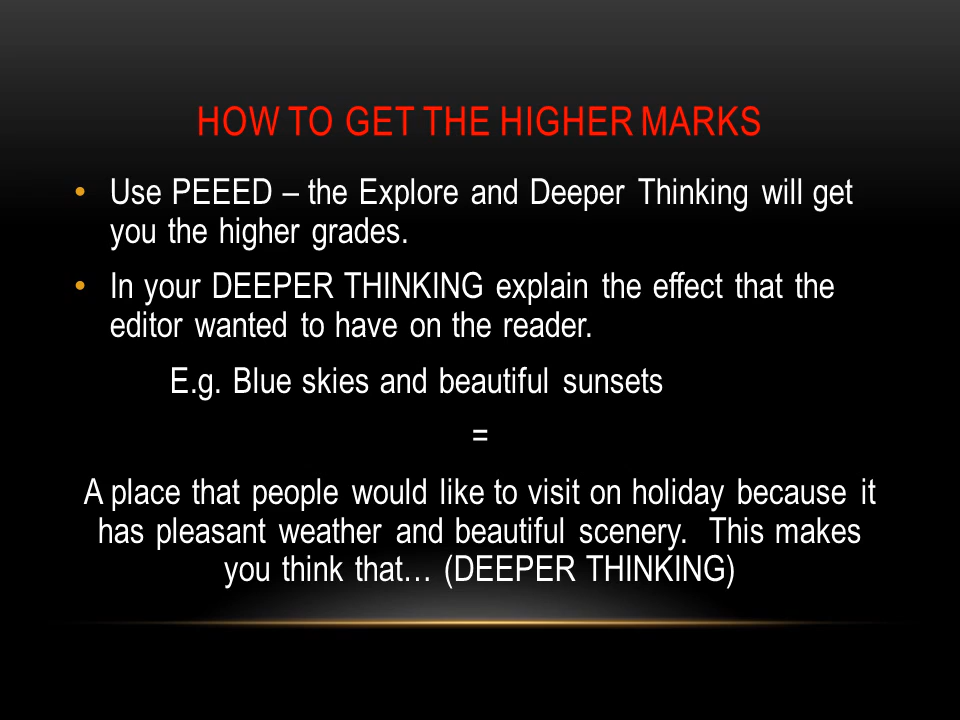 HOW TO GET THE HIGHER MARKS
• Use PEEED – the Explore and Deeper Thinking will get
you the higher grades.
• In your DEEPER THINKING explain the effect that the
editor wanted to have on the reader.
E.g. Blue skies and beautiful sunsets
=
A place that people would like to visit on holiday because it
has pleasant weather and beautiful scenery. This makes
you think that… (DEEPER THINKING)